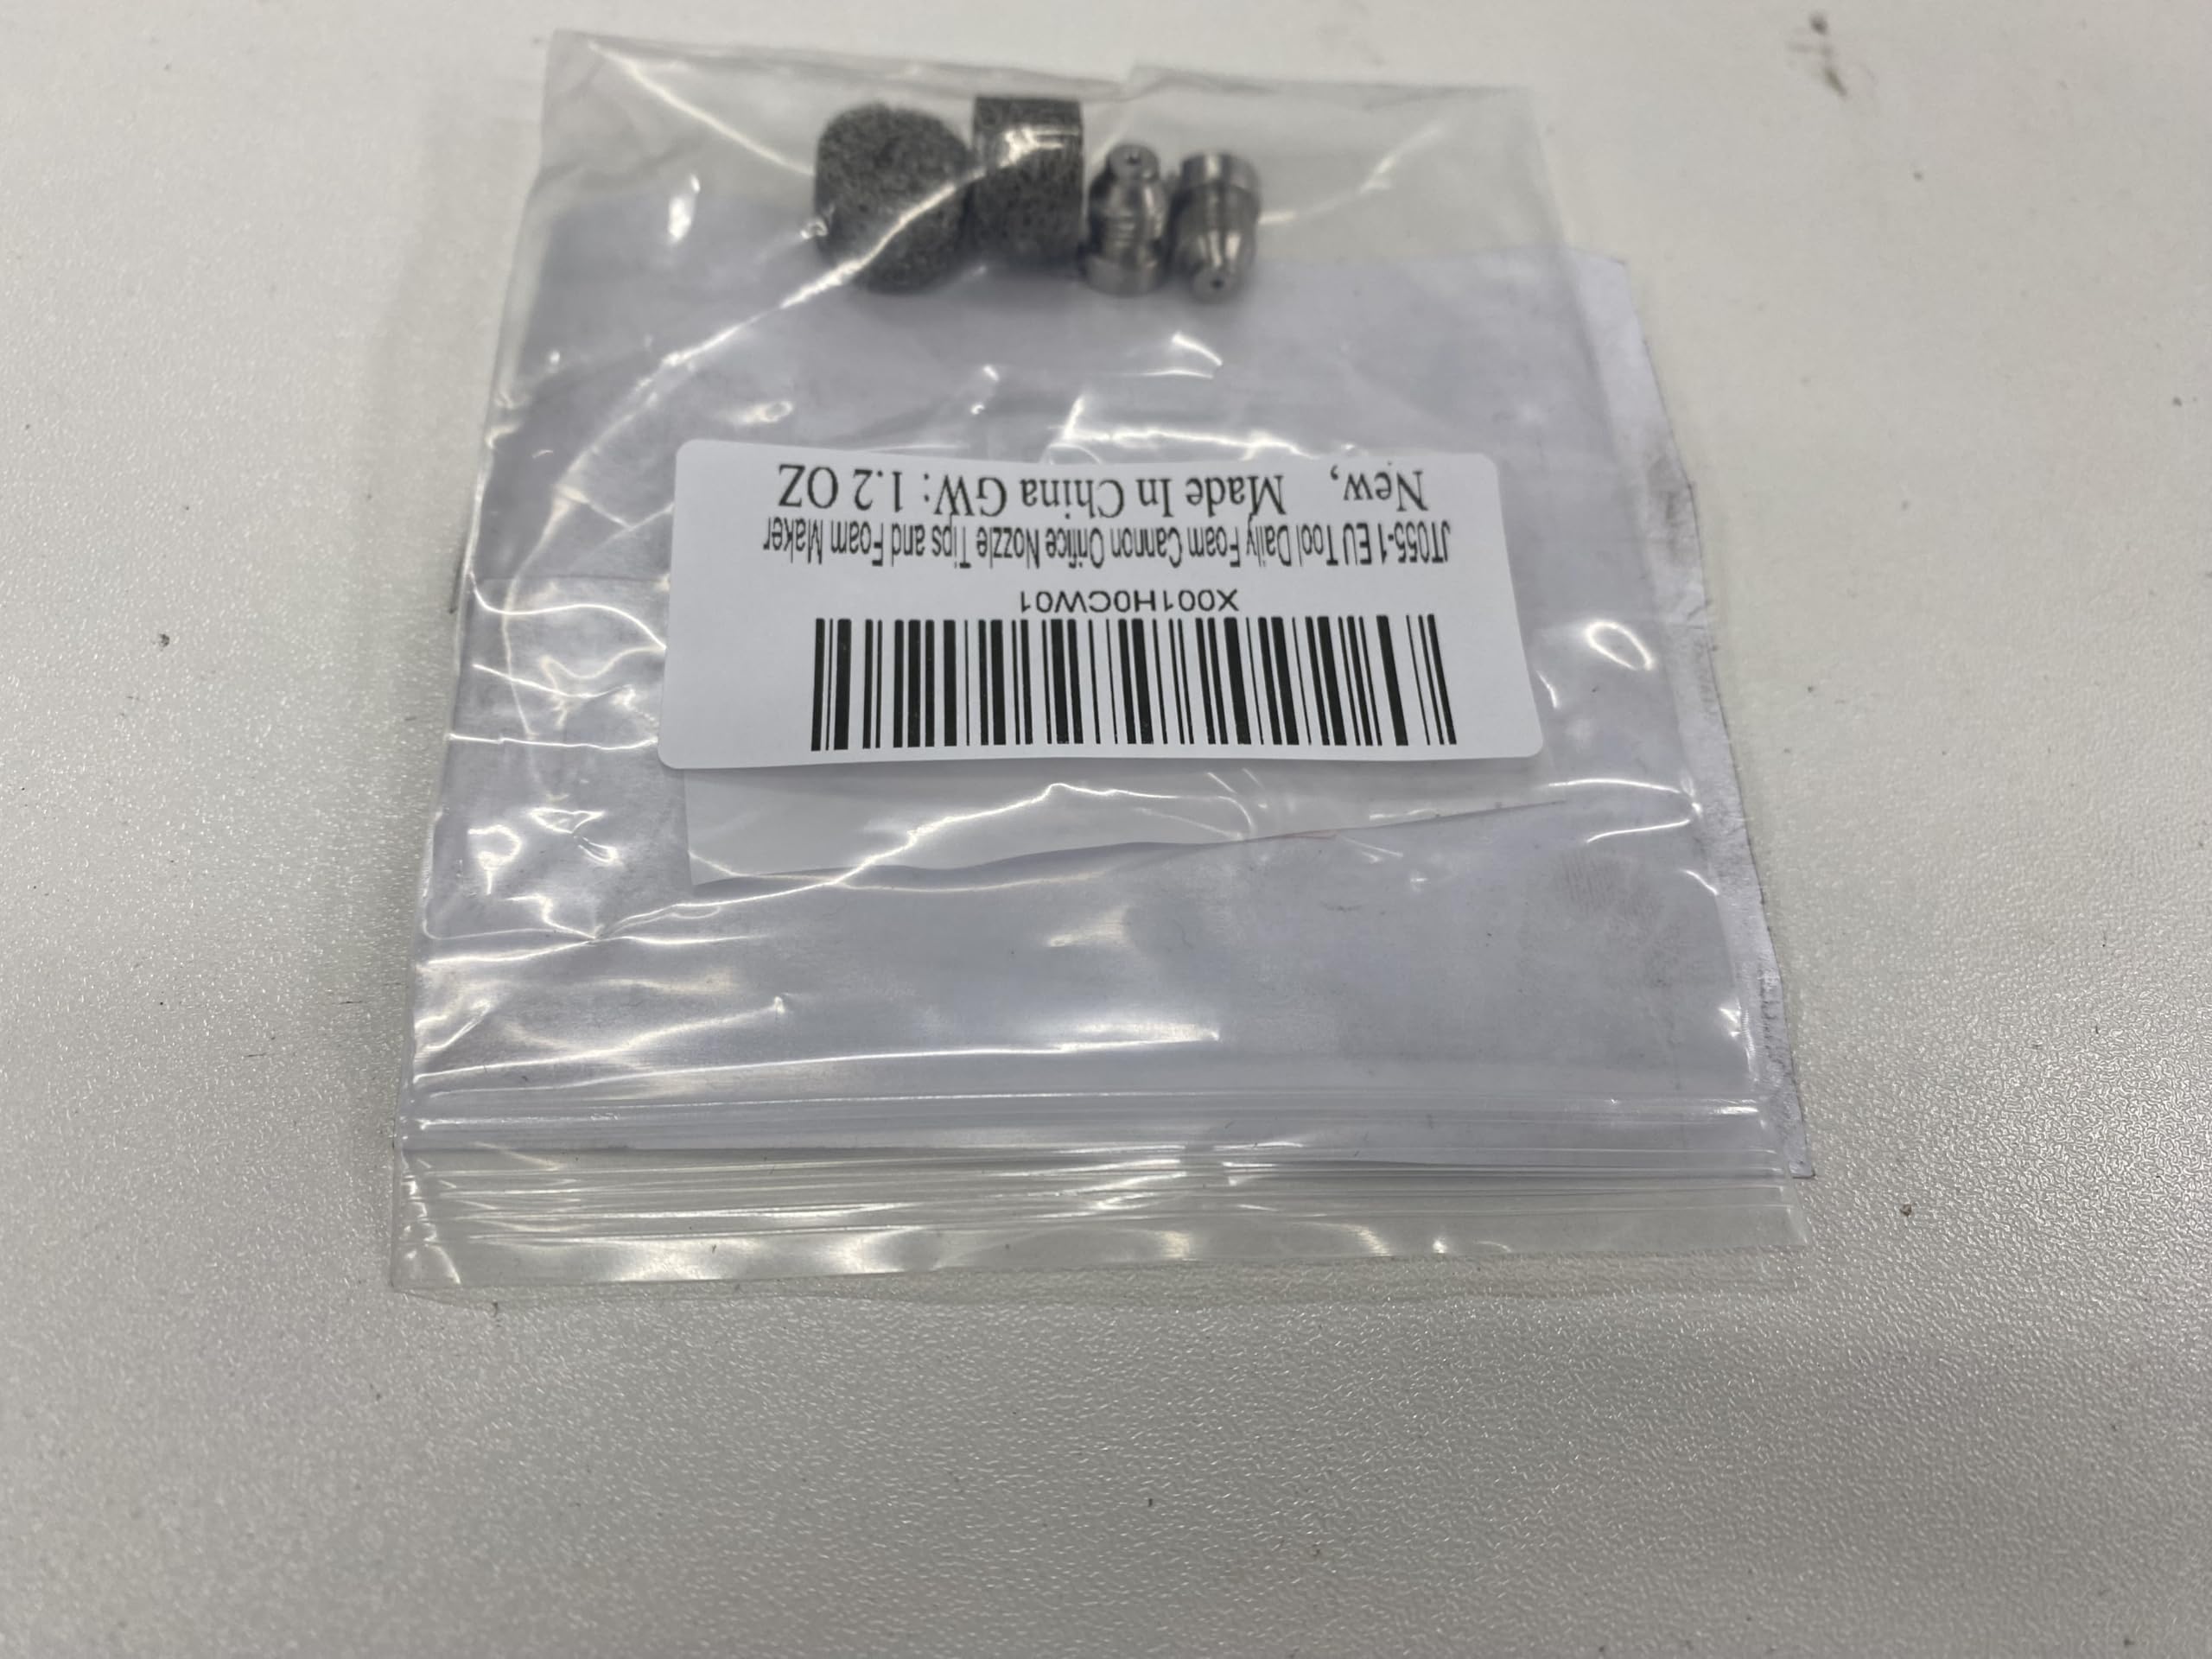 X001H0CW01
JT055-1 EU Tool Daily Foam Cannon Orifice Nozzle Tips and Foam Maker
New, Made In China GW: 1.2 OZ